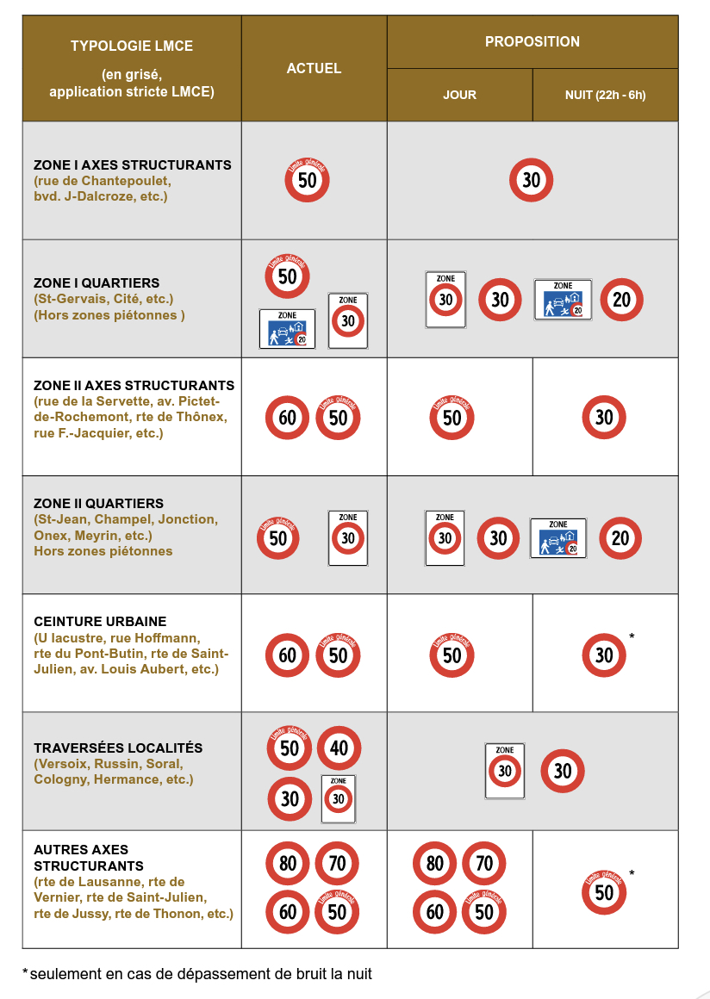 TYPOLOGIE LMCE
(en grisé,
application stricte LMCE)
ACTUEL
PROPOSITION
JOUR
NUIT (22h - 6h)
ZONE I AXES STRUCTURANTS
(rue de Chantepoulet,
bvd. J-Dalcroze, etc.)
Limite générale
50
30
ZONE I QUARTIERS
(St-Gervais, Cité, etc.)
(Hors zones piétonnes )
Limite générale
50
ZONE
20
ZONE
30
ZONE
30
30
ZONE
20
20
ZONE II AXES STRUCTURANTS
(rue de la Servette, av. Pictet-
de-Rochemont, rte de Thônex,
rue F.-Jacquier, etc.)
60
Limite générale
50
Limite générale
50
30
ZONE II QUARTIERS
(St-Jean, Champel, Jonction,
Onex, Meyrin, etc.)
Hors zones piétonnes
Limite générale
50
ZONE
30
ZONE
30
30
ZONE
20
20
CEINTURE URBAINE
(U lacustre, rue Hoffmann,
rte du Pont-Butin, rte de Saint-
Julien, av. Louis Aubert, etc.)
60
Limite générale
50
Limite générale
50
30 *
TRAVERSÉES LOCALITÉS
(Versoix, Russin, Soral,
Cologny, Hermance, etc.)
Limite générale
50
40
30
ZONE
30
ZONE
30
30
AUTRES AXES
STRUCTURANTS
(rte de Lausanne, rte de
Vernier, rte de Saint-Julien,
rte de Jussy, rte de Thonon, etc.)
80
70
60
Limite générale
50
80
70
60
Limite générale
50
Limite générale
50 *
* seulement en cas de dépassement de bruit la nuit